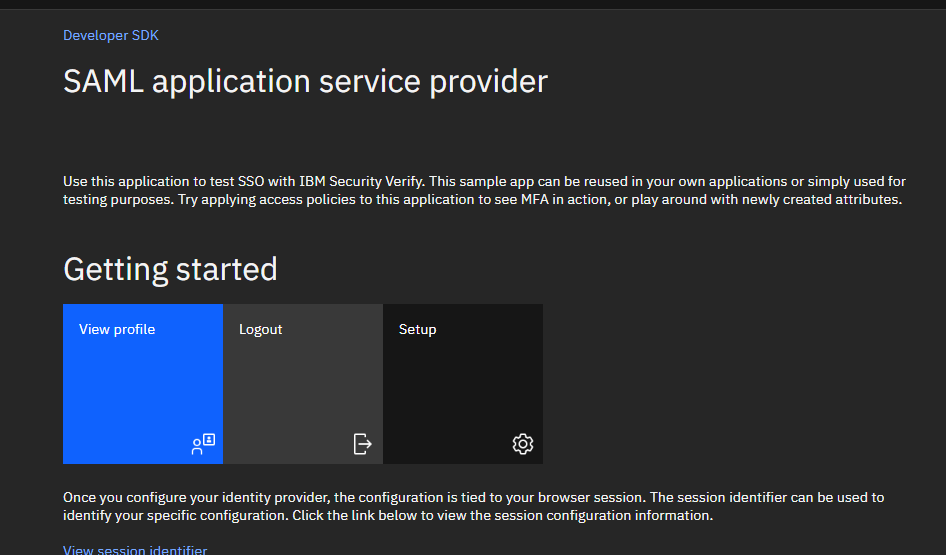 Developer SDK
SAML application service provider
Use this application to test SSO with IBM Security Verify. This sample app can be reused in your own applications or simply used for
testing purposes. Try applying access policies to this application to see MFA in action, or play around with newly created attributes.
Getting started
View profile
Logout
Setup
Once you configure your identity provider, the configuration is tied to your browser session. The session identifier can be used to
identify your specific configuration. Click the link below to view the session configuration information.
View session identifier